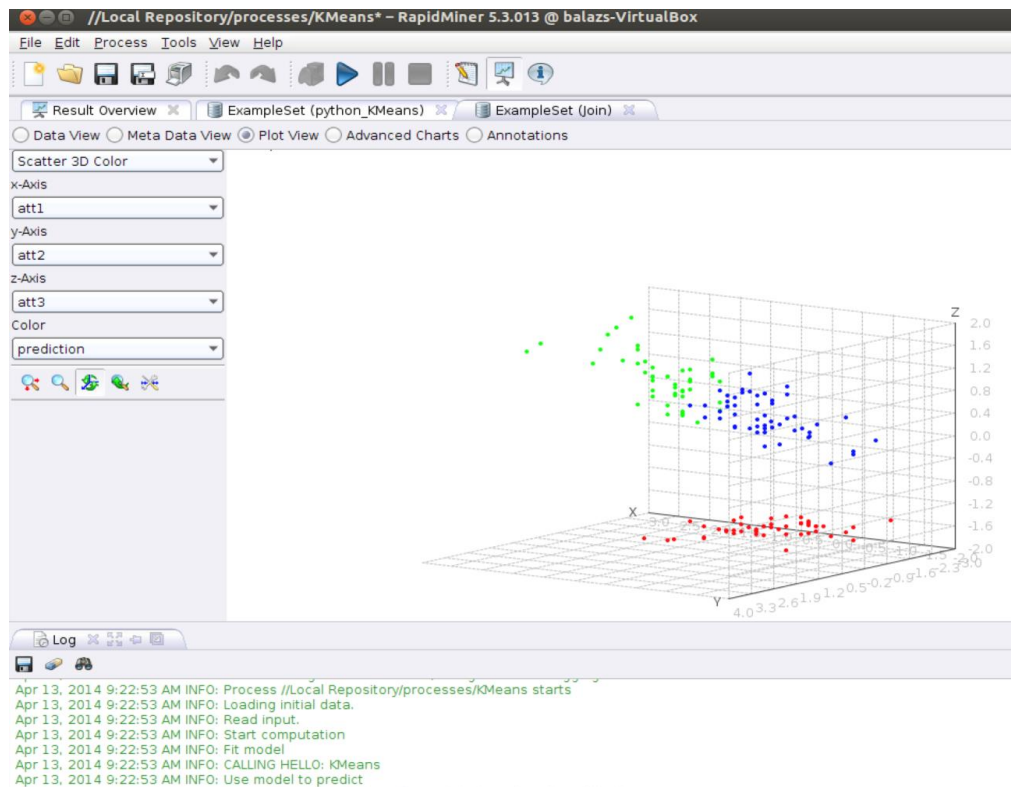 //Local Repository/processes/KMeans* – RapidMiner 5.3.013 @ balazs-VirtualBox
File Edit Process Tools View Help
Result Overview ExampleSet (python_KMeans) ExampleSet (Join)
Data View Meta Data View Plot View Advanced Charts Annotations
Scatter 3D Color
x-Axis
att1
y-Axis
att2
z-Axis
att3
Color
prediction
Z
2.0
1.6
1.2
0.8
0.4
0.0
-0.4
-0.8
-1.2
-1.6
-2.0
X
3.0
Y
4.0 3.3 2.6 1.9 1.2 0.5 -0.2 -0.9 -1.6 -2.3
Log
Apr 13, 2014 9:22:53 AM INFO: Process //Local Repository/processes/KMeans starts
Apr 13, 2014 9:22:53 AM INFO: Loading initial data.
Apr 13, 2014 9:22:53 AM INFO: Read input.
Apr 13, 2014 9:22:53 AM INFO: Start computation
Apr 13, 2014 9:22:53 AM INFO: Fit model
Apr 13, 2014 9:22:53 AM INFO: CALLING HELLO: KMeans
Apr 13, 2014 9:22:53 AM INFO: Use model to predict